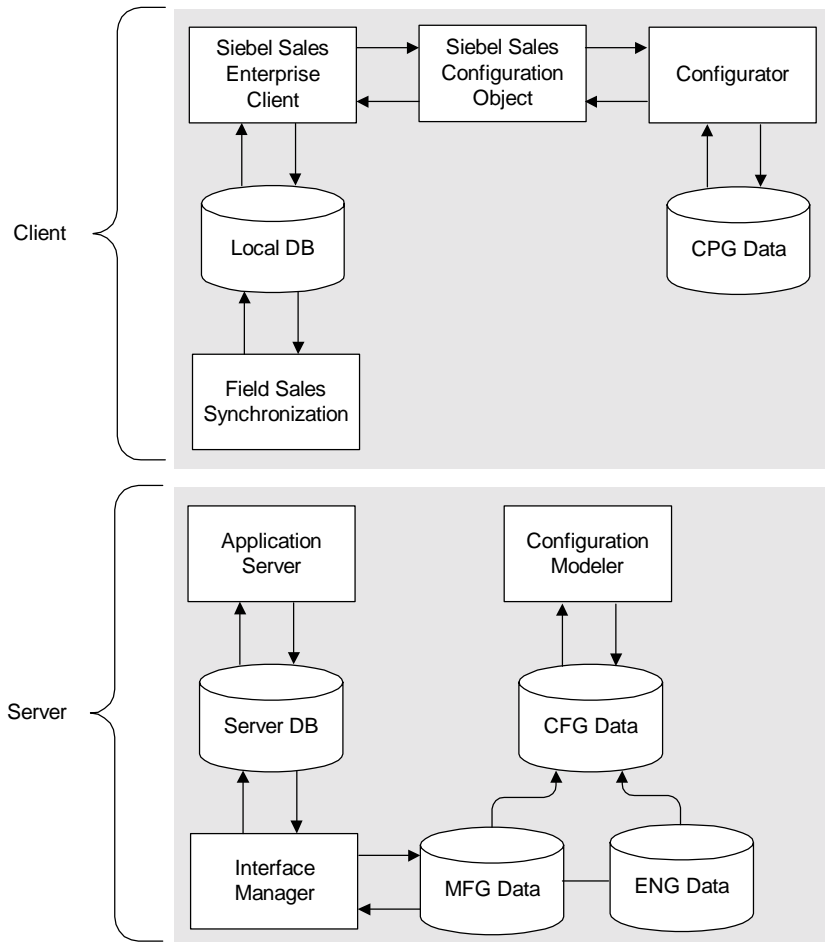 Siebel Sales
Enterprise
Client
Siebel Sales
Configuration
Object
Configurator
Client
Local DB
CPG Data
Field Sales
Synchronization
Application
Server
Configuration
Modeler
Server
Server DB
CFG Data
Interface
Manager
MFG Data
ENG Data